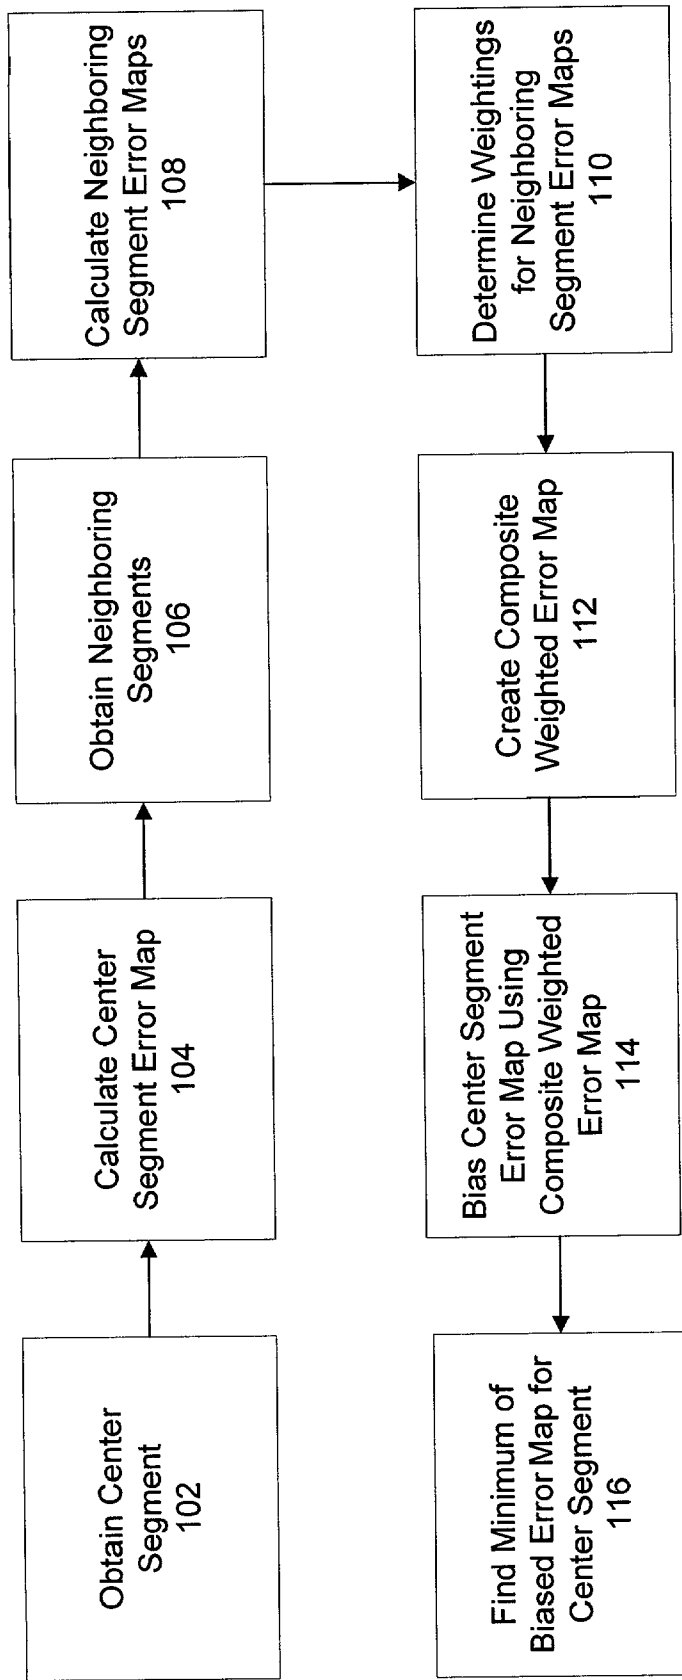 Obtain Center
Segment
102
Calculate Center
Segment Error Map
104
Obtain Neighboring
Segments
106
Calculate Neighboring
Segment Error Maps
108
Determine Weightings
for Neighboring
Segment Error Maps
110
Create Composite
Weighted Error Map
112
Bias Center Segment
Error Map Using
Composite Weighted
Error Map
114
Find Minimum of
Biased Error Map for
Center Segment
116